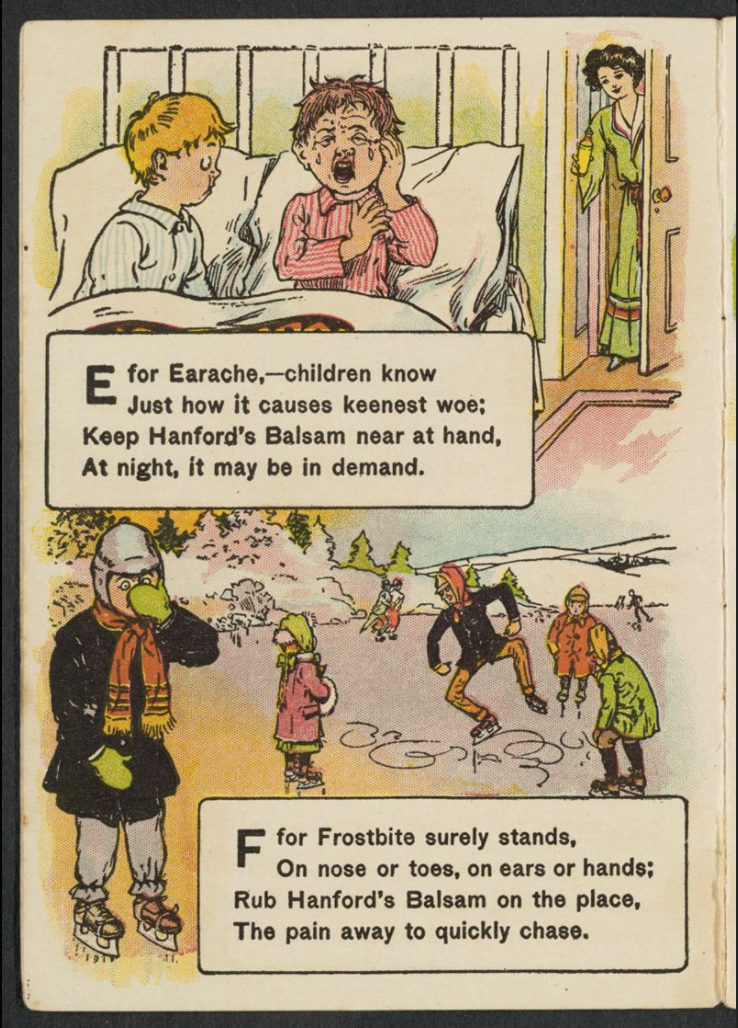 E for Earache,—children know
Just how it causes keenest woe;
Keep Hanford's Balsam near at hand,
At night, it may be in demand.
F for Frostbite surely stands,
On nose or toes, on ears or hands;
Rub Hanford's Balsam on the place,
The pain away to quickly chase.